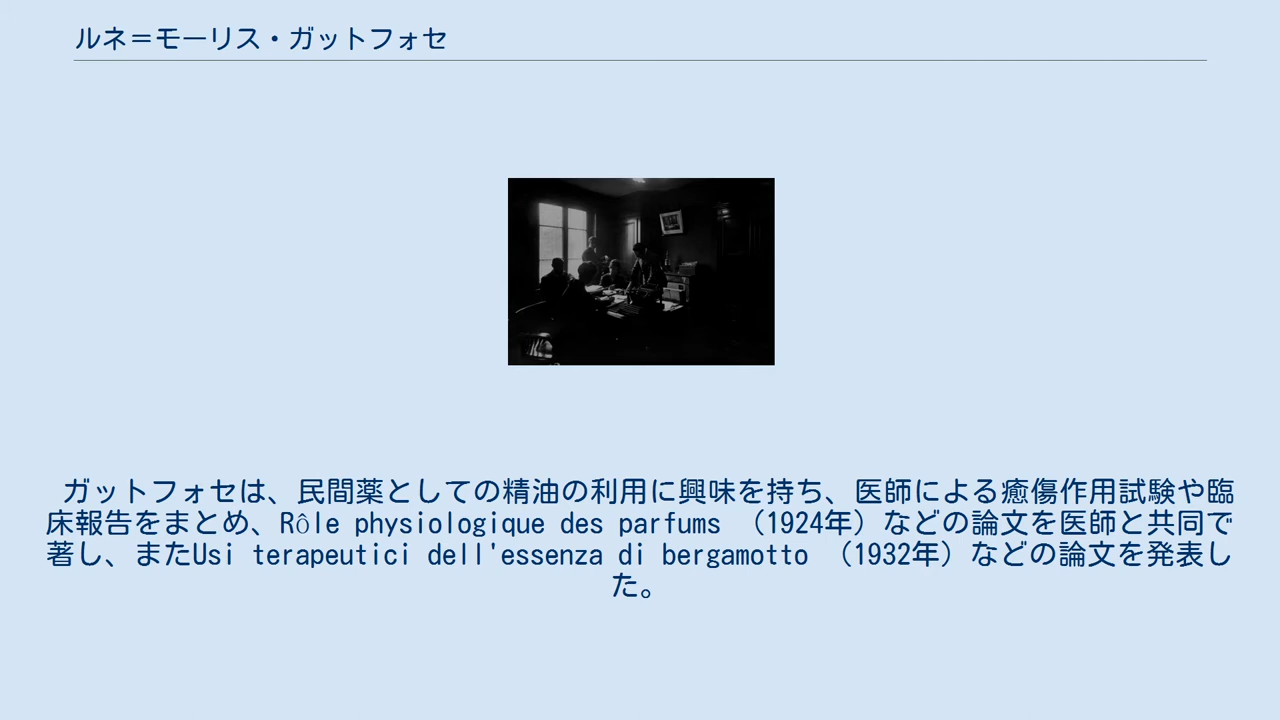 ルネ＝モーリス・ガットフォセ
ガットフォセは、民間薬としての精油の利用に興味を持ち、医師による癒傷作用試験や臨
床報告をまとめ、Rôle physiologique des parfums （1924年）などの論文を医師と共同で
著し、またUsi terapeutici dell'essenza di bergamotto （1932年）などの論文を発表し
た。